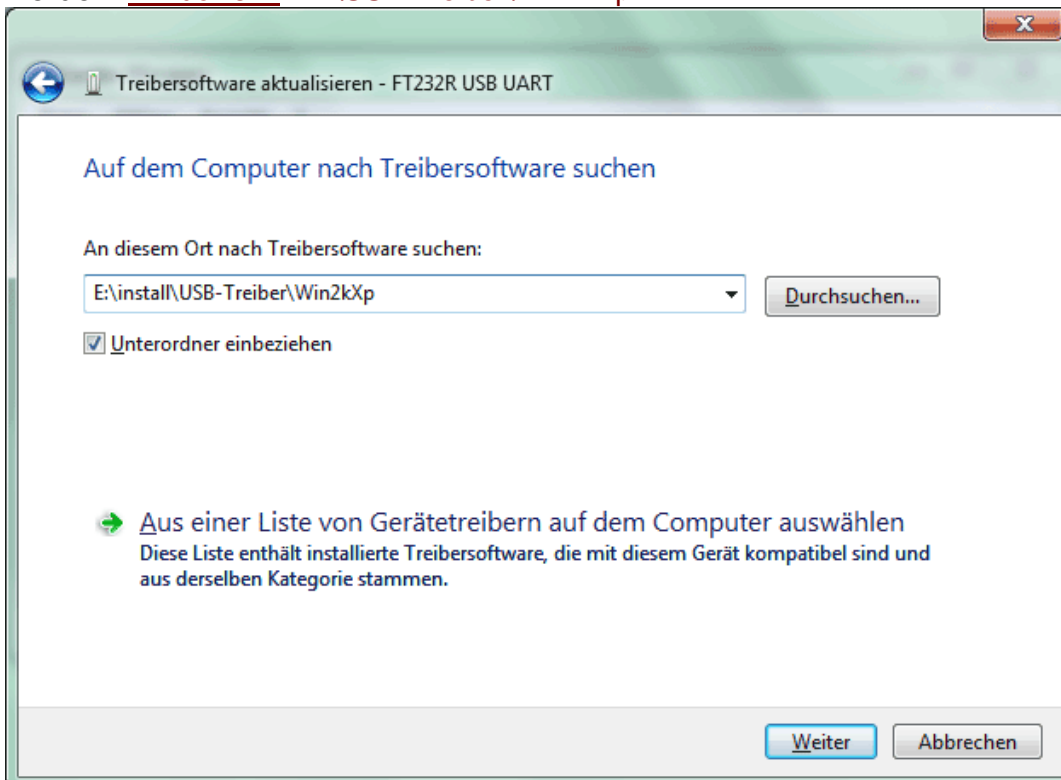 Treibersoftware aktualisieren - FT232R USB UART
Auf dem Computer nach Treibersoftware suchen
An diesem Ort nach Treibersoftware suchen:
E:\install\USB-Treiber\Win2kXp
Durchsuchen...
Unterordner einbeziehen
Aus einer Liste von Gerätetreibern auf dem Computer auswählen
Diese Liste enthält installierte Treibersoftware, die mit diesem Gerät kompatibel sind und
aus derselben Kategorie stammen.
Weiter Abbrechen